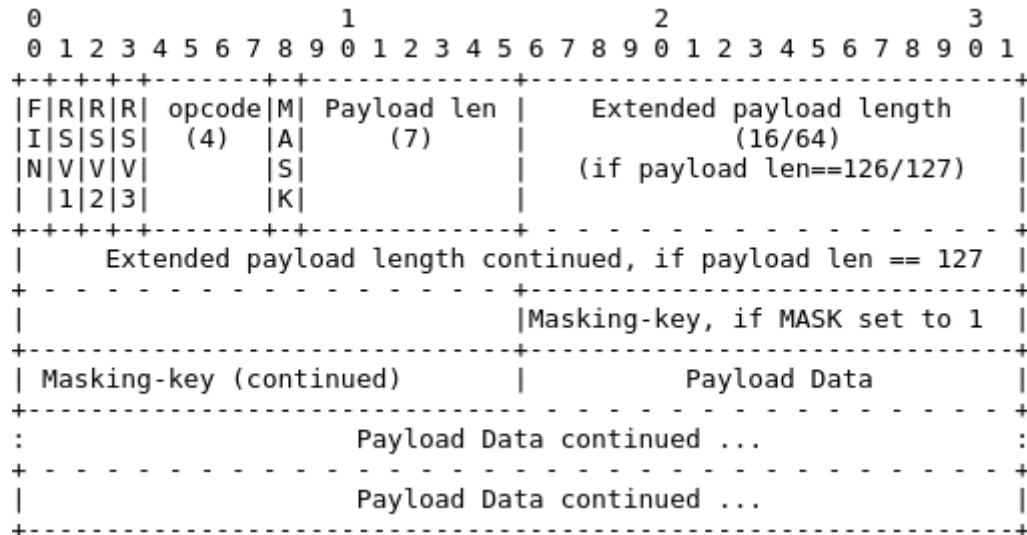 0                   1                   2                   3
 0 1 2 3 4 5 6 7 8 9 0 1 2 3 4 5 6 7 8 9 0 1 2 3 4 5 6 7 8 9 0 1
+-+-+-+-+-------+-+-------------+-------------------------------+
|F|R|R|R| opcode|M| Payload len |    Extended payload length    |
|I|S|S|S|  (4)  |A|     (7)     |             (16/64)           |
|N|V|V|V|       |S|             |   (if payload len==126/127)   |
| |1|2|3|       |K|             |                               |
+-+-+-+-+-------+-+-------------+ - - - - - - - - - - - - - - - +
|     Extended payload length continued, if payload len == 127  |
+ - - - - - - - - - - - - - - - +-------------------------------+
|                               |Masking-key, if MASK set to 1  |
+-------------------------------+-------------------------------+
| Masking-key (continued)       |          Payload Data         |
+-------------------------------- - - - - - - - - - - - - - - - +
:                     Payload Data continued ...                :
+ - - - - - - - - - - - - - - - - - - - - - - - - - - - - - - - +
|                     Payload Data continued ...                |
+---------------------------------------------------------------+